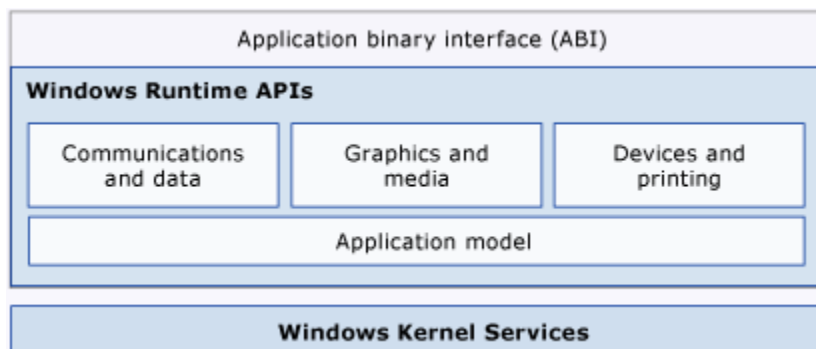 Application binary interface (ABI)
Windows Runtime APIs
Communications
and data
Graphics and
media
Devices and
printing
Application model
Windows Kernel Services